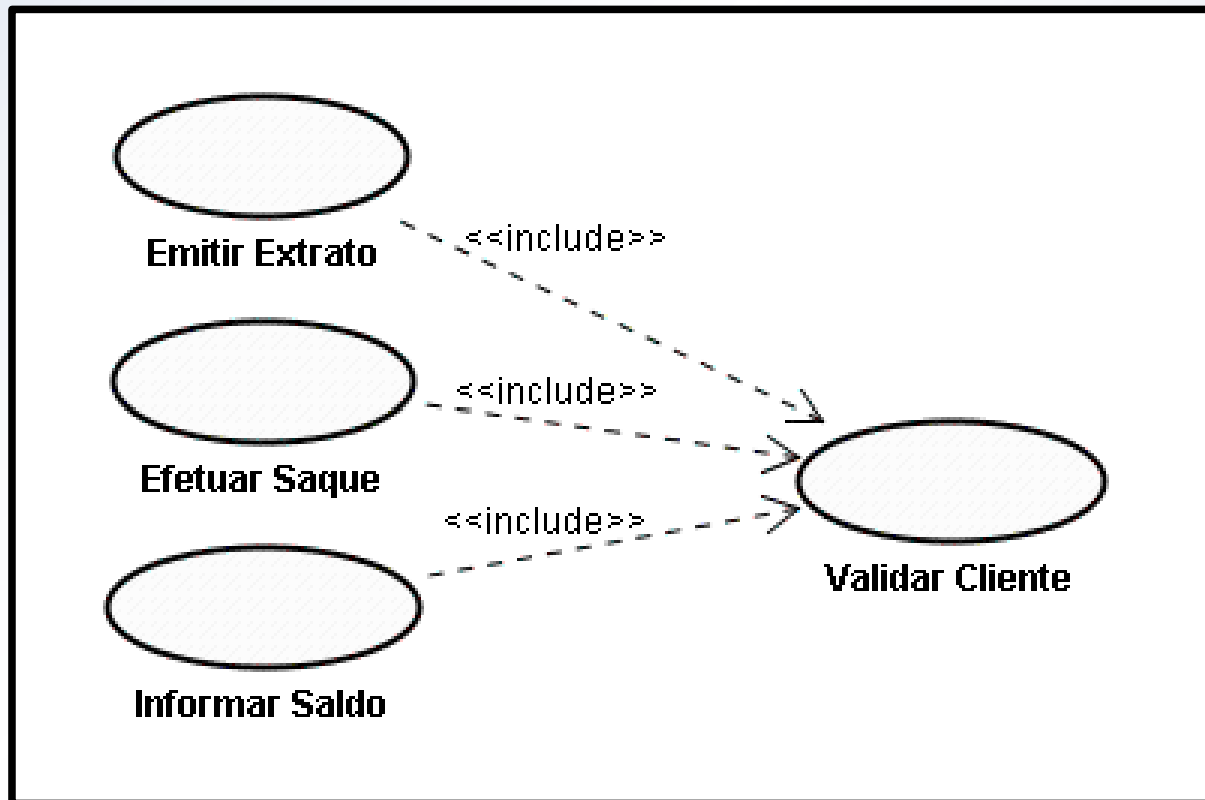 <<include>>
Emitir Extrato
<<include>>
Efetuar Saque
<<include>>
Validar Cliente
Informar Saldo